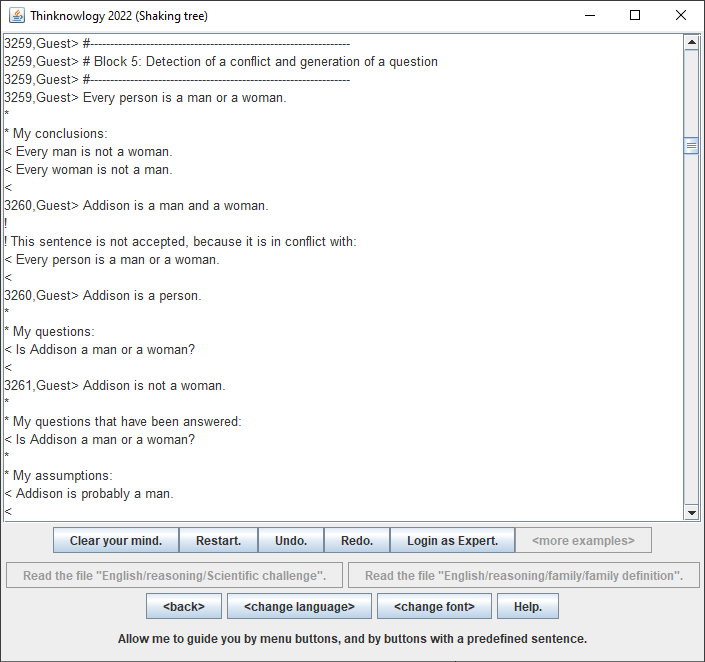 Thinknowlogy 2022 (Shaking tree)
3259,Guest> #-----------------------------------------------------------------
3259,Guest> # Block 5: Detection of a conflict and generation of a question
3259,Guest> #-----------------------------------------------------------------
3259,Guest> Every person is a man or a woman.
*
* My conclusions:
< Every man is not a woman.
< Every woman is not a man.
<
3260,Guest> Addison is a man and a woman.
!
! This sentence is not accepted, because it is in conflict with:
< Every person is a man or a woman.
<
3260,Guest> Addison is a person.
*
* My questions:
< Is Addison a man or a woman?
<
3261,Guest> Addison is not a woman.
*
* My questions that have been answered:
< Is Addison a man or a woman?
*
* My assumptions:
< Addison is probably a man.
<
Clear your mind. Restart. Undo. Redo. Login as Expert. <more examples>
Read the file "English/reasoning/Scientific challenge". Read the file "English/reasoning/family/family definition".
<back> <change language> <change font> Help.
Allow me to guide you by menu buttons, and by buttons with a predefined sentence.